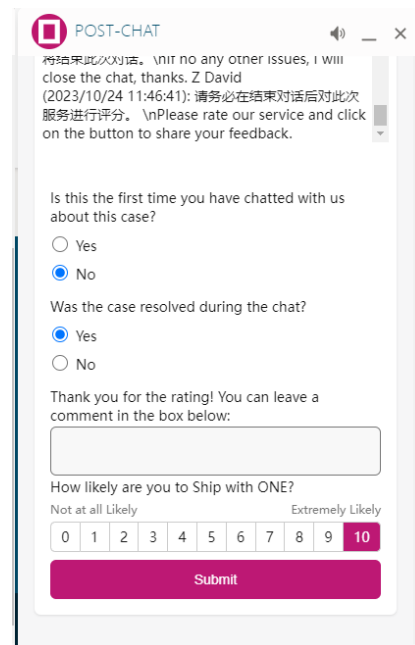 POST-CHAT
将结束此次对话。\nIf no any other issues, I will
close the chat, thanks. Z David
(2023/10/24 11:46:41): 请务必在结束对话后对此次
服务进行评分。 \nPlease rate our service and click
on the button to share your feedback.
Is this the first time you have chatted with us
about this case?
Yes
No
Was the case resolved during the chat?
Yes
No
Thank you for the rating! You can leave a
comment in the box below:
How likely are you to Ship with ONE?
Not at all Likely Extremely Likely
0 1 2 3 4 5 6 7 8 9 10
Submit